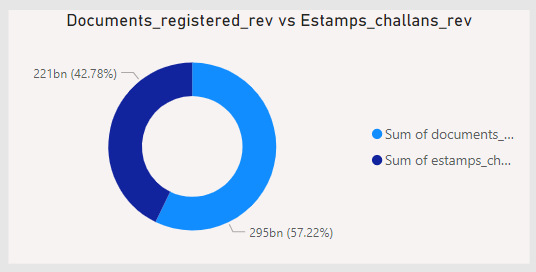 Documents_registered_rev vs Estamps_challans_rev
221bn (42.78%)
Sum of documents_...
Sum of estamps_ch...
295bn (57.22%)